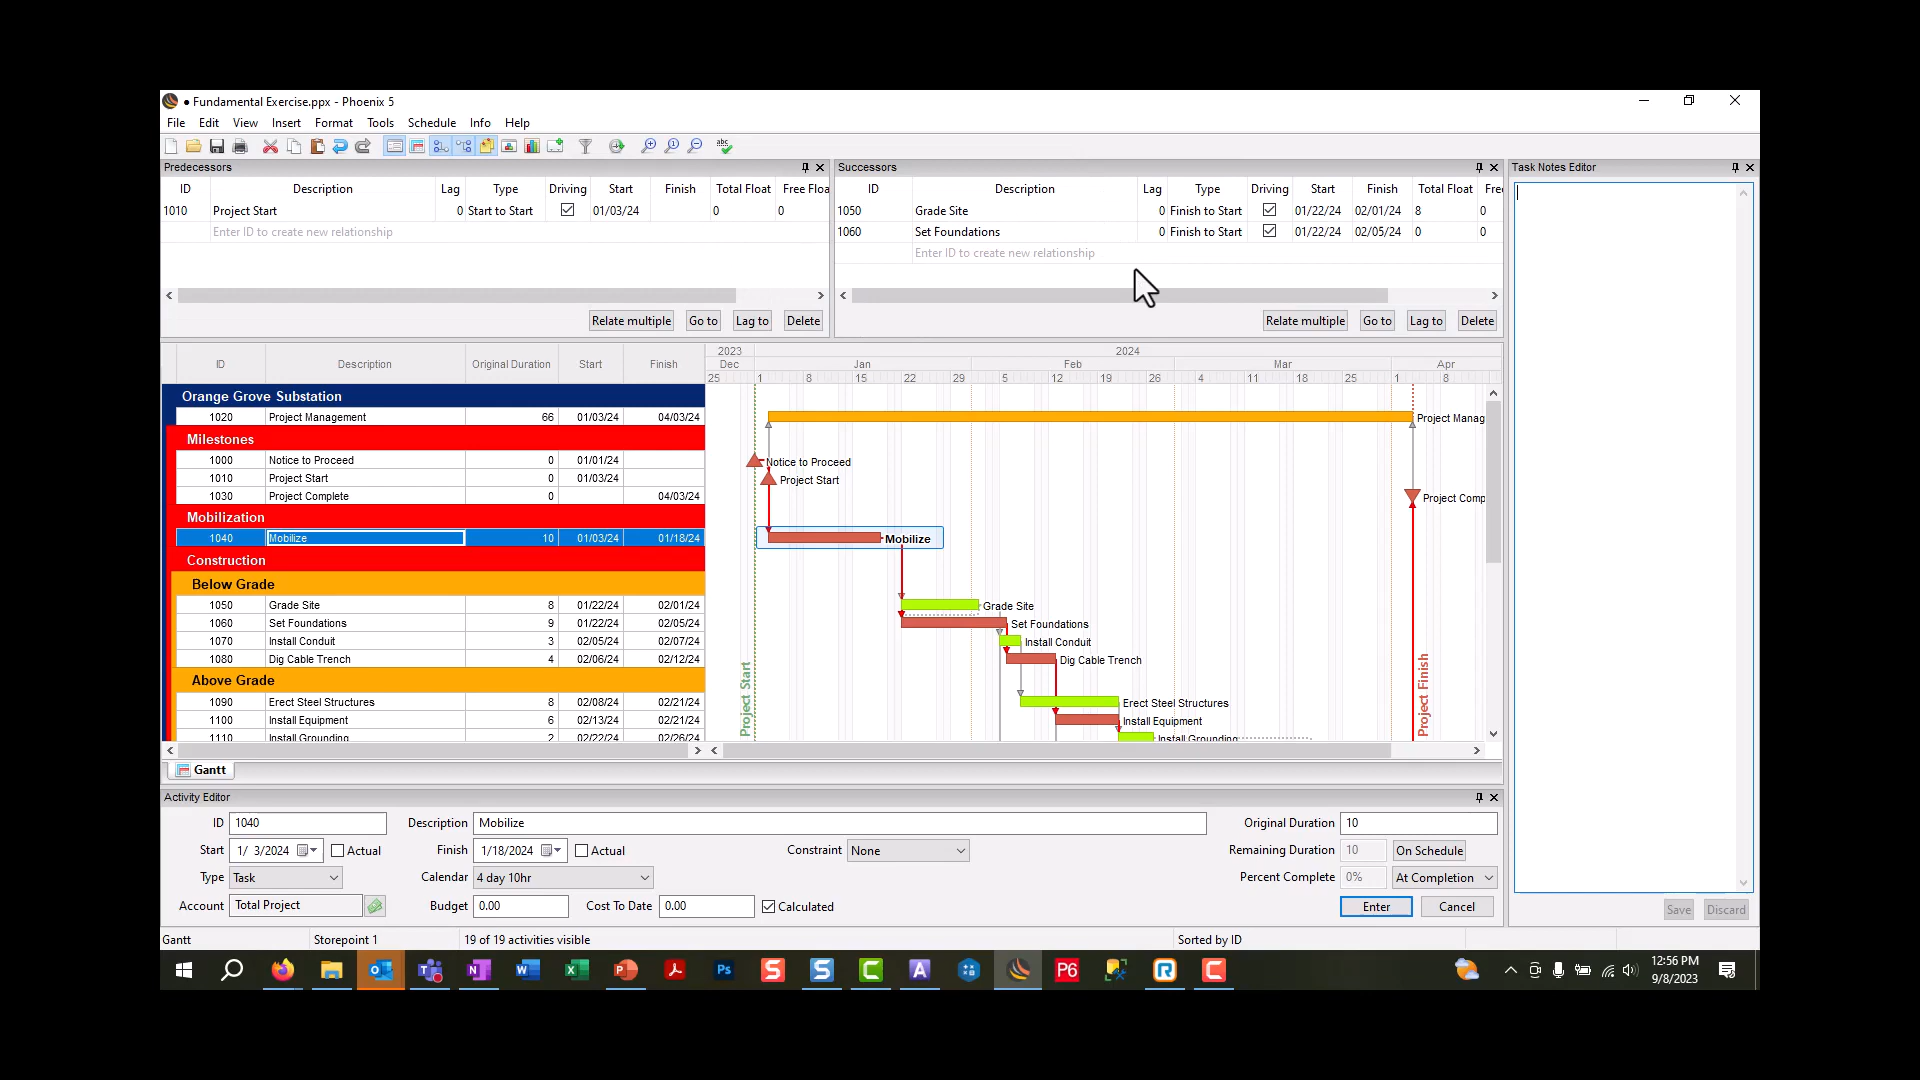 ● Fundamental Exercise.ppx - Phoenix 5
File Edit View Insert Format Tools Schedule Info Help
Predecessors
ID Description Lag Type Driving Start Finish Total Float Free Floa
1010 Project Start 0 Start to Start 01/03/24 0 0
Enter ID to create new relationship
Relate multiple Go to Lag to Delete
Successors
ID Description Lag Type Driving Start Finish Total Float Free
1050 Grade Site 0 Finish to Start 01/22/24 02/01/24 8 0
1060 Set Foundations 0 Finish to Start 01/22/24 02/05/24 0 0
Enter ID to create new relationship
Relate multiple Go to Lag to Delete
Task Notes Editor
Save Discard
ID Description Original Duration Start Finish
Orange Grove Substation
1020 Project Management 66 01/03/24 04/03/24
Milestones
1000 Notice to Proceed 0 01/01/24
1010 Project Start 0 01/03/24
1030 Project Complete 0 04/03/24
Mobilization
1040 Mobilize 10 01/03/24 01/18/24
Construction
Below Grade
1050 Grade Site 8 01/22/24 02/01/24
1060 Set Foundations 9 01/22/24 02/05/24
1070 Install Conduit 3 02/05/24 02/07/24
1080 Dig Cable Trench 4 02/06/24 02/12/24
Above Grade
1090 Erect Steel Structures 8 02/08/24 02/21/24
1100 Install Equipment 6 02/13/24 02/21/24
1110 Install Grounding 2 02/22/24 02/26/24
2023 2024
Dec Jan Feb Mar Apr
25 1 8 15 22 29 5 12 19 26 4 11 18 25 1 8
Project Manag
Notice to Proceed
Project Start
Project Comp
Mobilize
Grade Site
Set Foundations
Install Conduit
Dig Cable Trench
Erect Steel Structures
Install Equipment
Install Grounding
Project Start
Project Finish
Gantt
Activity Editor
ID 1040 Description Mobilize Original Duration 10
Start 1/ 3/2024 Actual Finish 1/18/2024 Actual Constraint None Remaining Duration 10 On Schedule
Type Task Calendar 4 day 10hr Percent Complete 0% At Completion
Account Total Project Budget 0.00 Cost To Date 0.00 Calculated Enter Cancel
Gantt Storepoint 1 19 of 19 activities visible Sorted by ID
12:56 PM
9/8/2023